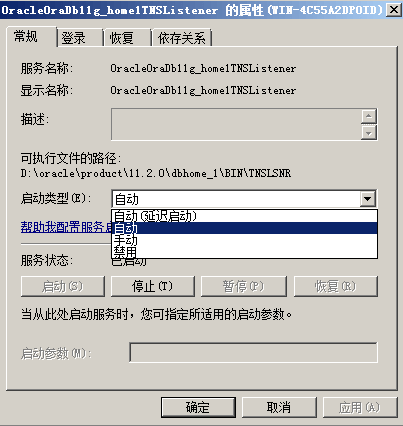 OracleOraDb11g_home1TNSListener 的属性(WIN-4C55A2DPOID)
常规 登录 恢复 依存关系
服务名称: OracleOraDb11g_home1TNSListener
显示名称: OracleOraDb11g_home1TNSListener
描述:
可执行文件的路径:
D:\oracle\product\11.2.0\dbhome_1\BIN\TNSLSNR
启动类型(E): 自动
自动(延迟启动)
帮助我配置服务启 自动
手动
禁用
服务状态: 已启动
启动(S) 停止(T) 暂停(P) 恢复(R)
当从此处启动服务时，您可指定所适用的启动参数。
启动参数(M):
确定 取消 应用(A)